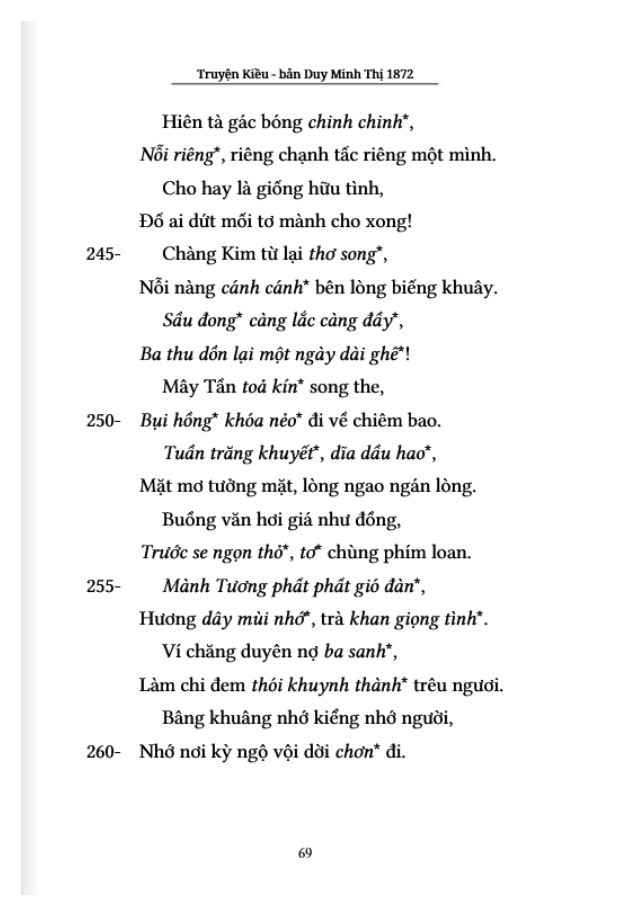 Truyện Kiều - bản Duy Minh Thị 1872
Hiên tà gác bóng chinh chinh*,
Nỗi riêng*, riêng chạnh tấc riêng một mình.
Cho hay là giống hữu tình,
Đố ai dứt mối tơ mành cho xong!
245- Chàng Kim từ lại thơ song*,
Nỗi nàng cánh cánh* bên lòng biếng khuây.
Sầu đong* càng lắc càng đầy*,
Ba thu dồn lại một ngày dài ghê*!
Mây Tần toả kín* song the,
250- Bụi hồng* khóa nẻo* đi về chiêm bao.
Tuần trăng khuyết*, dĩa dầu hao*,
Mặt mơ tưởng mặt, lòng ngao ngán lòng.
Buồng văn hơi giá như đồng,
Trước se ngọn thỏ*, tơ* chùng phím loan.
255- Mành Tương phất phất gió đàn*,
Hương dây mùi nhớ*, trà khan giọng tình*.
Ví chăng duyên nợ ba sanh*,
Làm chi đem thói khuynh thành* trêu ngươi.
Bâng khuâng nhớ kiểng nhớ người,
260- Nhớ nơi kỳ ngộ vội dời chơn* đi.
69